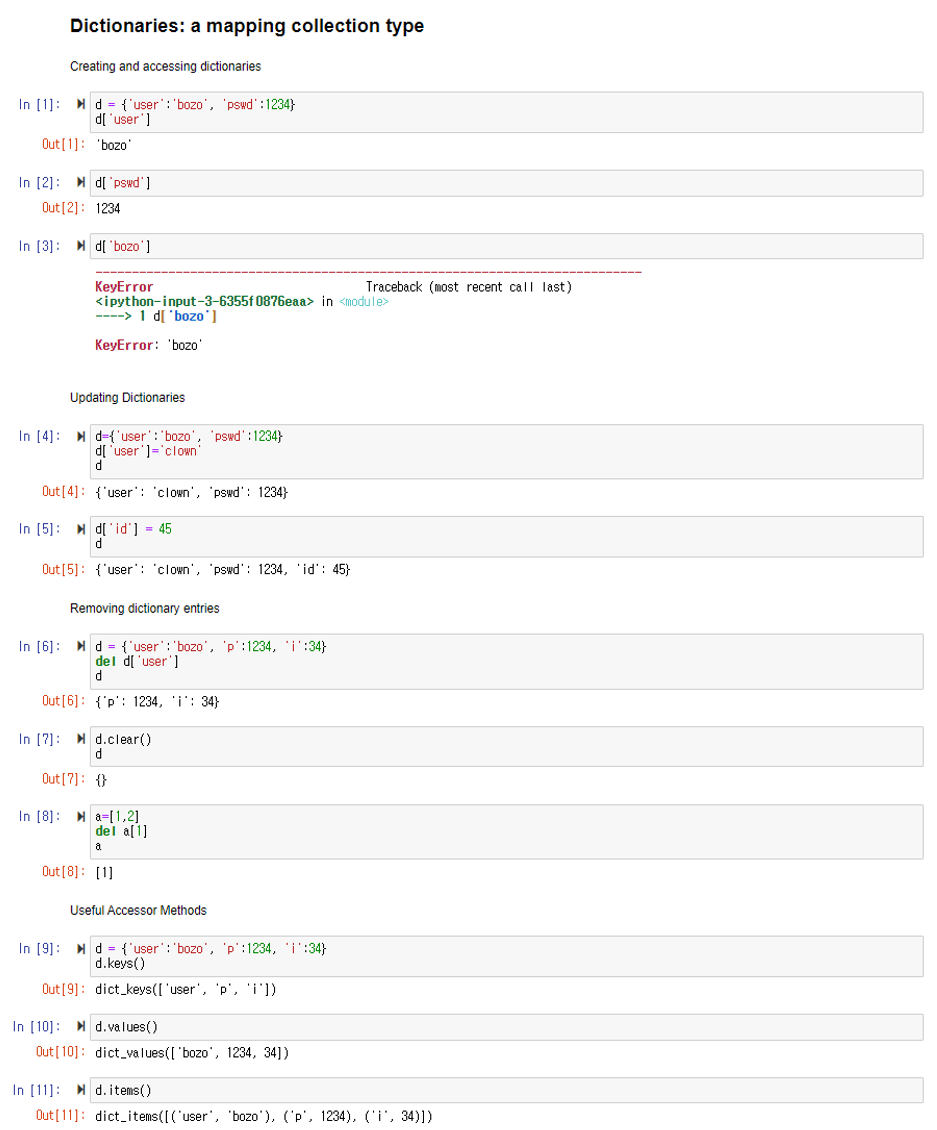 Dictionaries: a mapping collection type
Creating and accessing dictionaries
In [1]: d = {'user':'bozo', 'pswd':1234}
d['user']
Out[1]: 'bozo'
In [2]: d['pswd']
Out[2]: 1234
In [3]: d['bozo']
---------------------------------------------------------------------------
KeyError Traceback (most recent call last)
<ipython-input-3-6355f0876eaa> in <module>
----> 1 d['bozo']
KeyError: 'bozo'
Updating Dictionaries
In [4]: d={'user':'bozo', 'pswd':1234}
d['user']='clown'
d
Out[4]: {'user': 'clown', 'pswd': 1234}
In [5]: d['id'] = 45
d
Out[5]: {'user': 'clown', 'pswd': 1234, 'id': 45}
Removing dictionary entries
In [6]: d = {'user':'bozo', 'p':1234, 'i':34}
del d['user']
d
Out[6]: {'p': 1234, 'i': 34}
In [7]: d.clear()
d
Out[7]: {}
In [8]: a=[1,2]
del a[1]
a
Out[8]: [1]
Useful Accessor Methods
In [9]: d = {'user':'bozo', 'p':1234, 'i':34}
d.keys()
Out[9]: dict_keys(['user', 'p', 'i'])
In [10]: d.values()
Out[10]: dict_values(['bozo', 1234, 34])
In [11]: d.items()
Out[11]: dict_items([('user', 'bozo'), ('p', 1234), ('i', 34)])